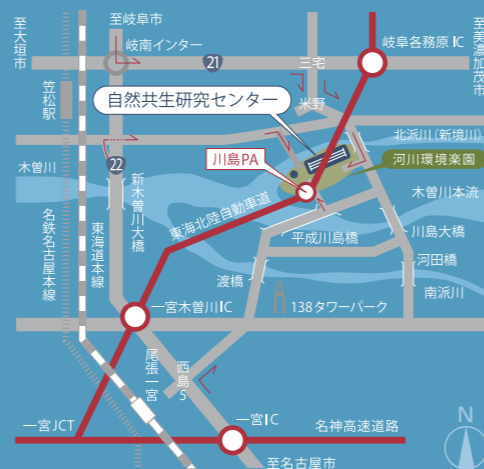 至大垣市
至岐阜市
岐南インター
21
至美濃加茂市
岐阜各務原IC
三宅
米野
笠松駅
自然共生研究センター
北派川(新境川)
河川環境楽園
川島PA
木曽川
22
新木曽川大橋
木曽川本流
東海北陸自動車道
平成川島橋
川島大橋
河田橋
名鉄名古屋本線
東海道本線
渡橋
南派川
138タワーパーク
一宮木曽川IC
尾張一宮
西島5
一宮JCT
一宮IC
名神高速道路
至名古屋市
N